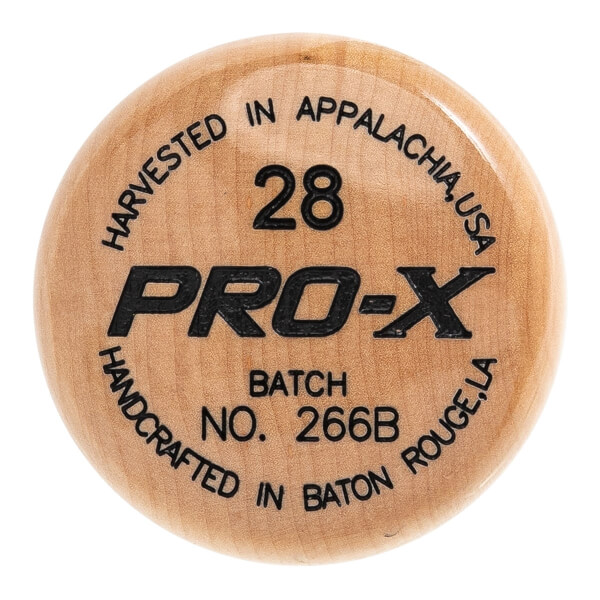 HARVESTED IN APPALACHIA, USA
28
PRO-X
BATCH
NO. 266B
HANDCRAFTED IN BATON ROUGE, LA